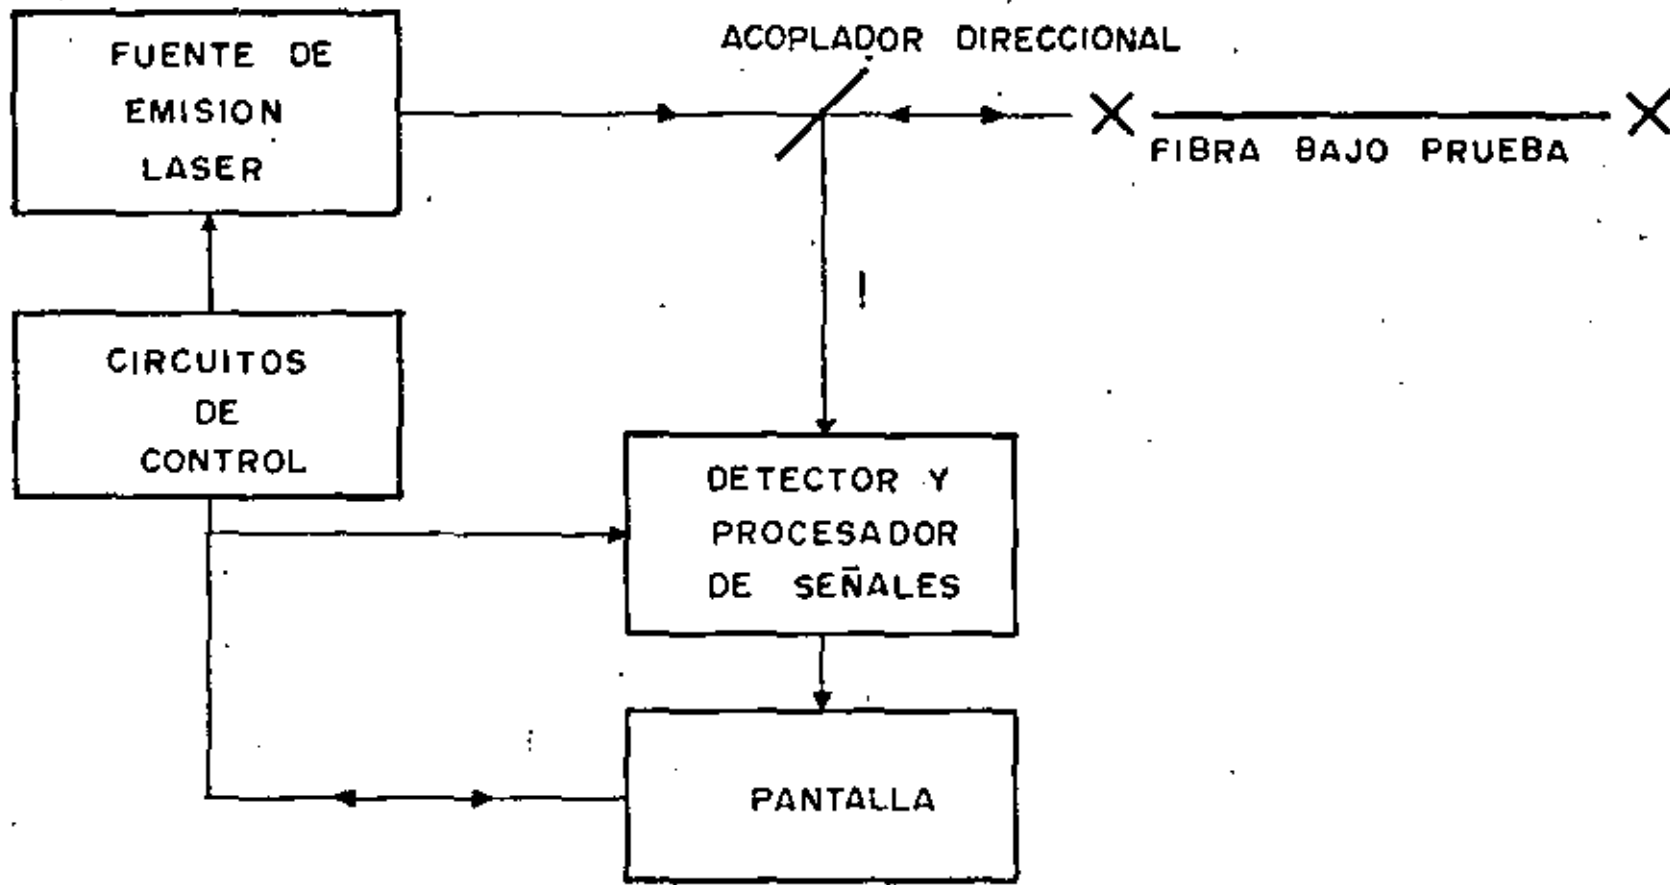 FUENTE DE
EMISION
LASER
ACOPLADOR DIRECCIONAL
FIBRA BAJO PRUEBA
CIRCUITOS
DE
CONTROL
DETECTOR Y
PROCESADOR
DE SEÑALES
PANTALLA